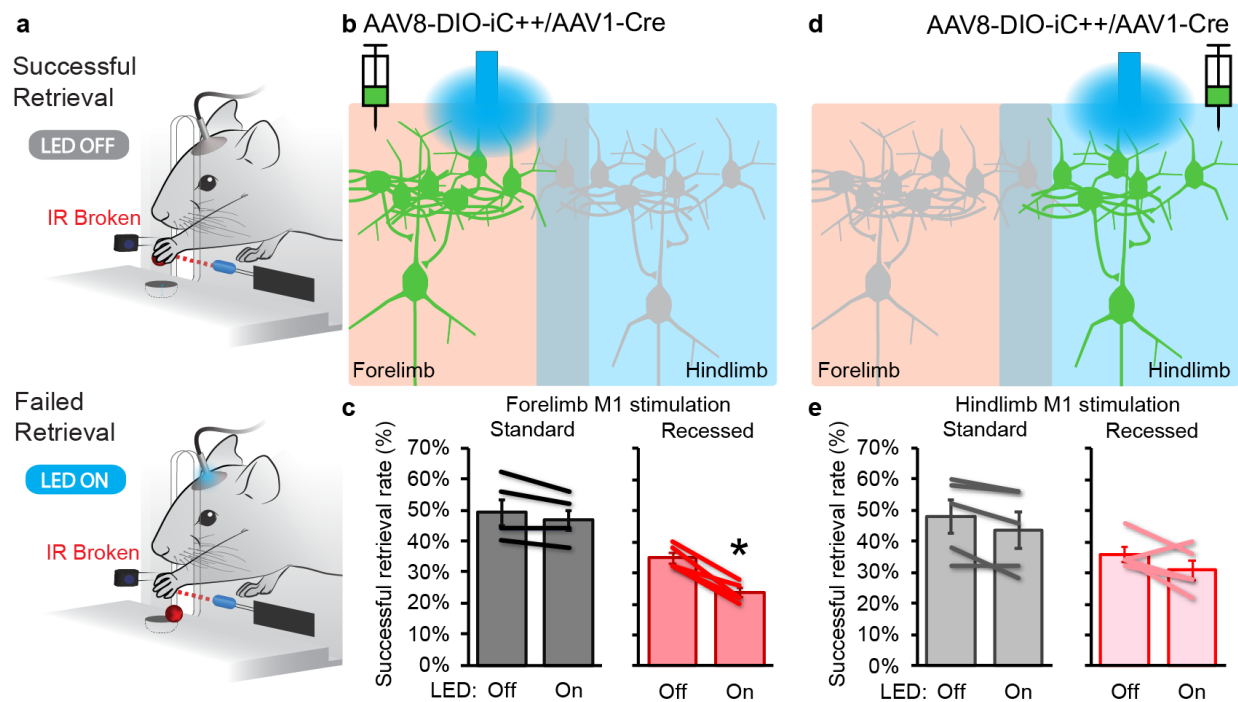 a
Successful
Retrieval
LED OFF
IR Broken
Failed
Retrieval
LED ON
IR Broken
b AAV8-DIO-iC++/AAV1-Cre
Forelimb
Hindlimb
c
Forelimb M1 stimulation
Standard
Recessed
Successful retrieval rate (%)
70%
60%
50%
40%
30%
20%
10%
0%
*
LED: Off On
Off On
d AAV8-DIO-iC++/AAV1-Cre
Forelimb
Hindlimb
e
Hindlimb M1 stimulation
Standard
Recessed
Successful retrieval rate (%)
70%
60%
50%
40%
30%
20%
10%
0%
LED: Off On
Off On